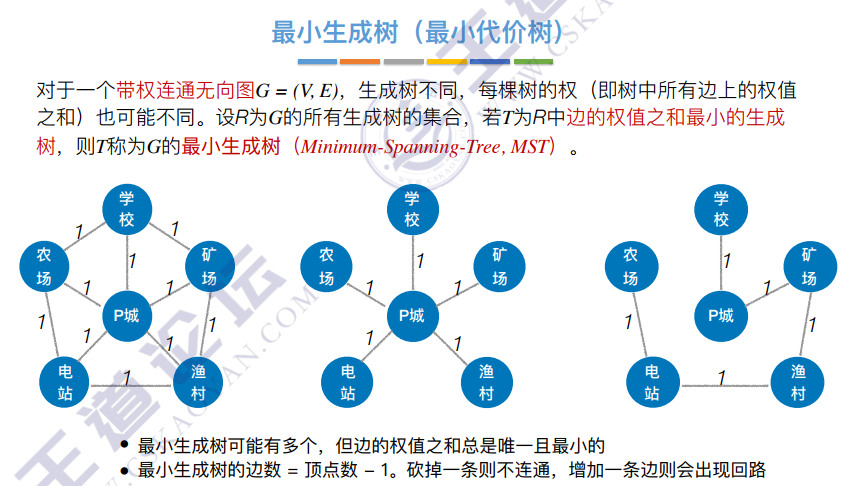 最小生成树（最小代价树）
对于一个带权连通无向图G = (V, E)，生成树不同，每棵树的权（即树中所有边上的权值
之和）也可能不同。设R为G的所有生成树的集合，若T为R中边的权值之和最小的生成
树，则T称为G的最小生成树（Minimum-Spanning-Tree, MST）。
学校
1
1
农场
1
矿场
1
1
P城
1
1
1
1
电站
1
渔村
学校
农场
1
矿场
1
1
P城
1
1
电站
渔村
学校
农场
1
矿场
1
P城
1
1
电站
1
渔村
• 最小生成树可能有多个，但边的权值之和总是唯一且最小的
• 最小生成树的边数 = 顶点数 - 1。砍掉一条则不连通，增加一条边则会出现回路
王道论坛
WWW.CSKAOYAN.COM